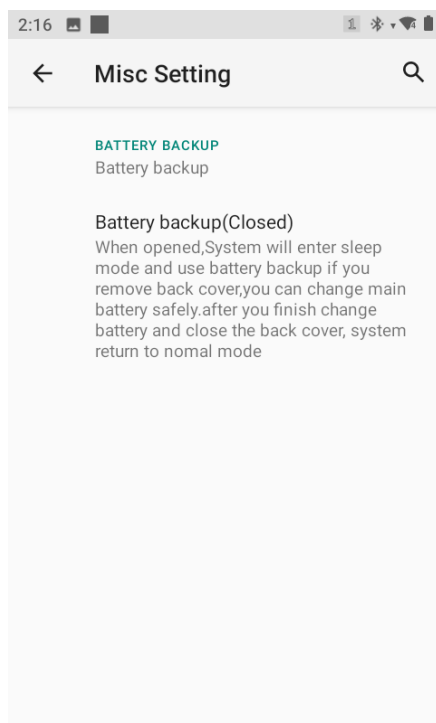 2:16
1
Misc Setting
BATTERY BACKUP
Battery backup
Battery backup(Closed)
When opened,System will enter sleep
mode and use battery backup if you
remove back cover,you can change main
battery safely.after you finish change
battery and close the back cover, system
return to nomal mode